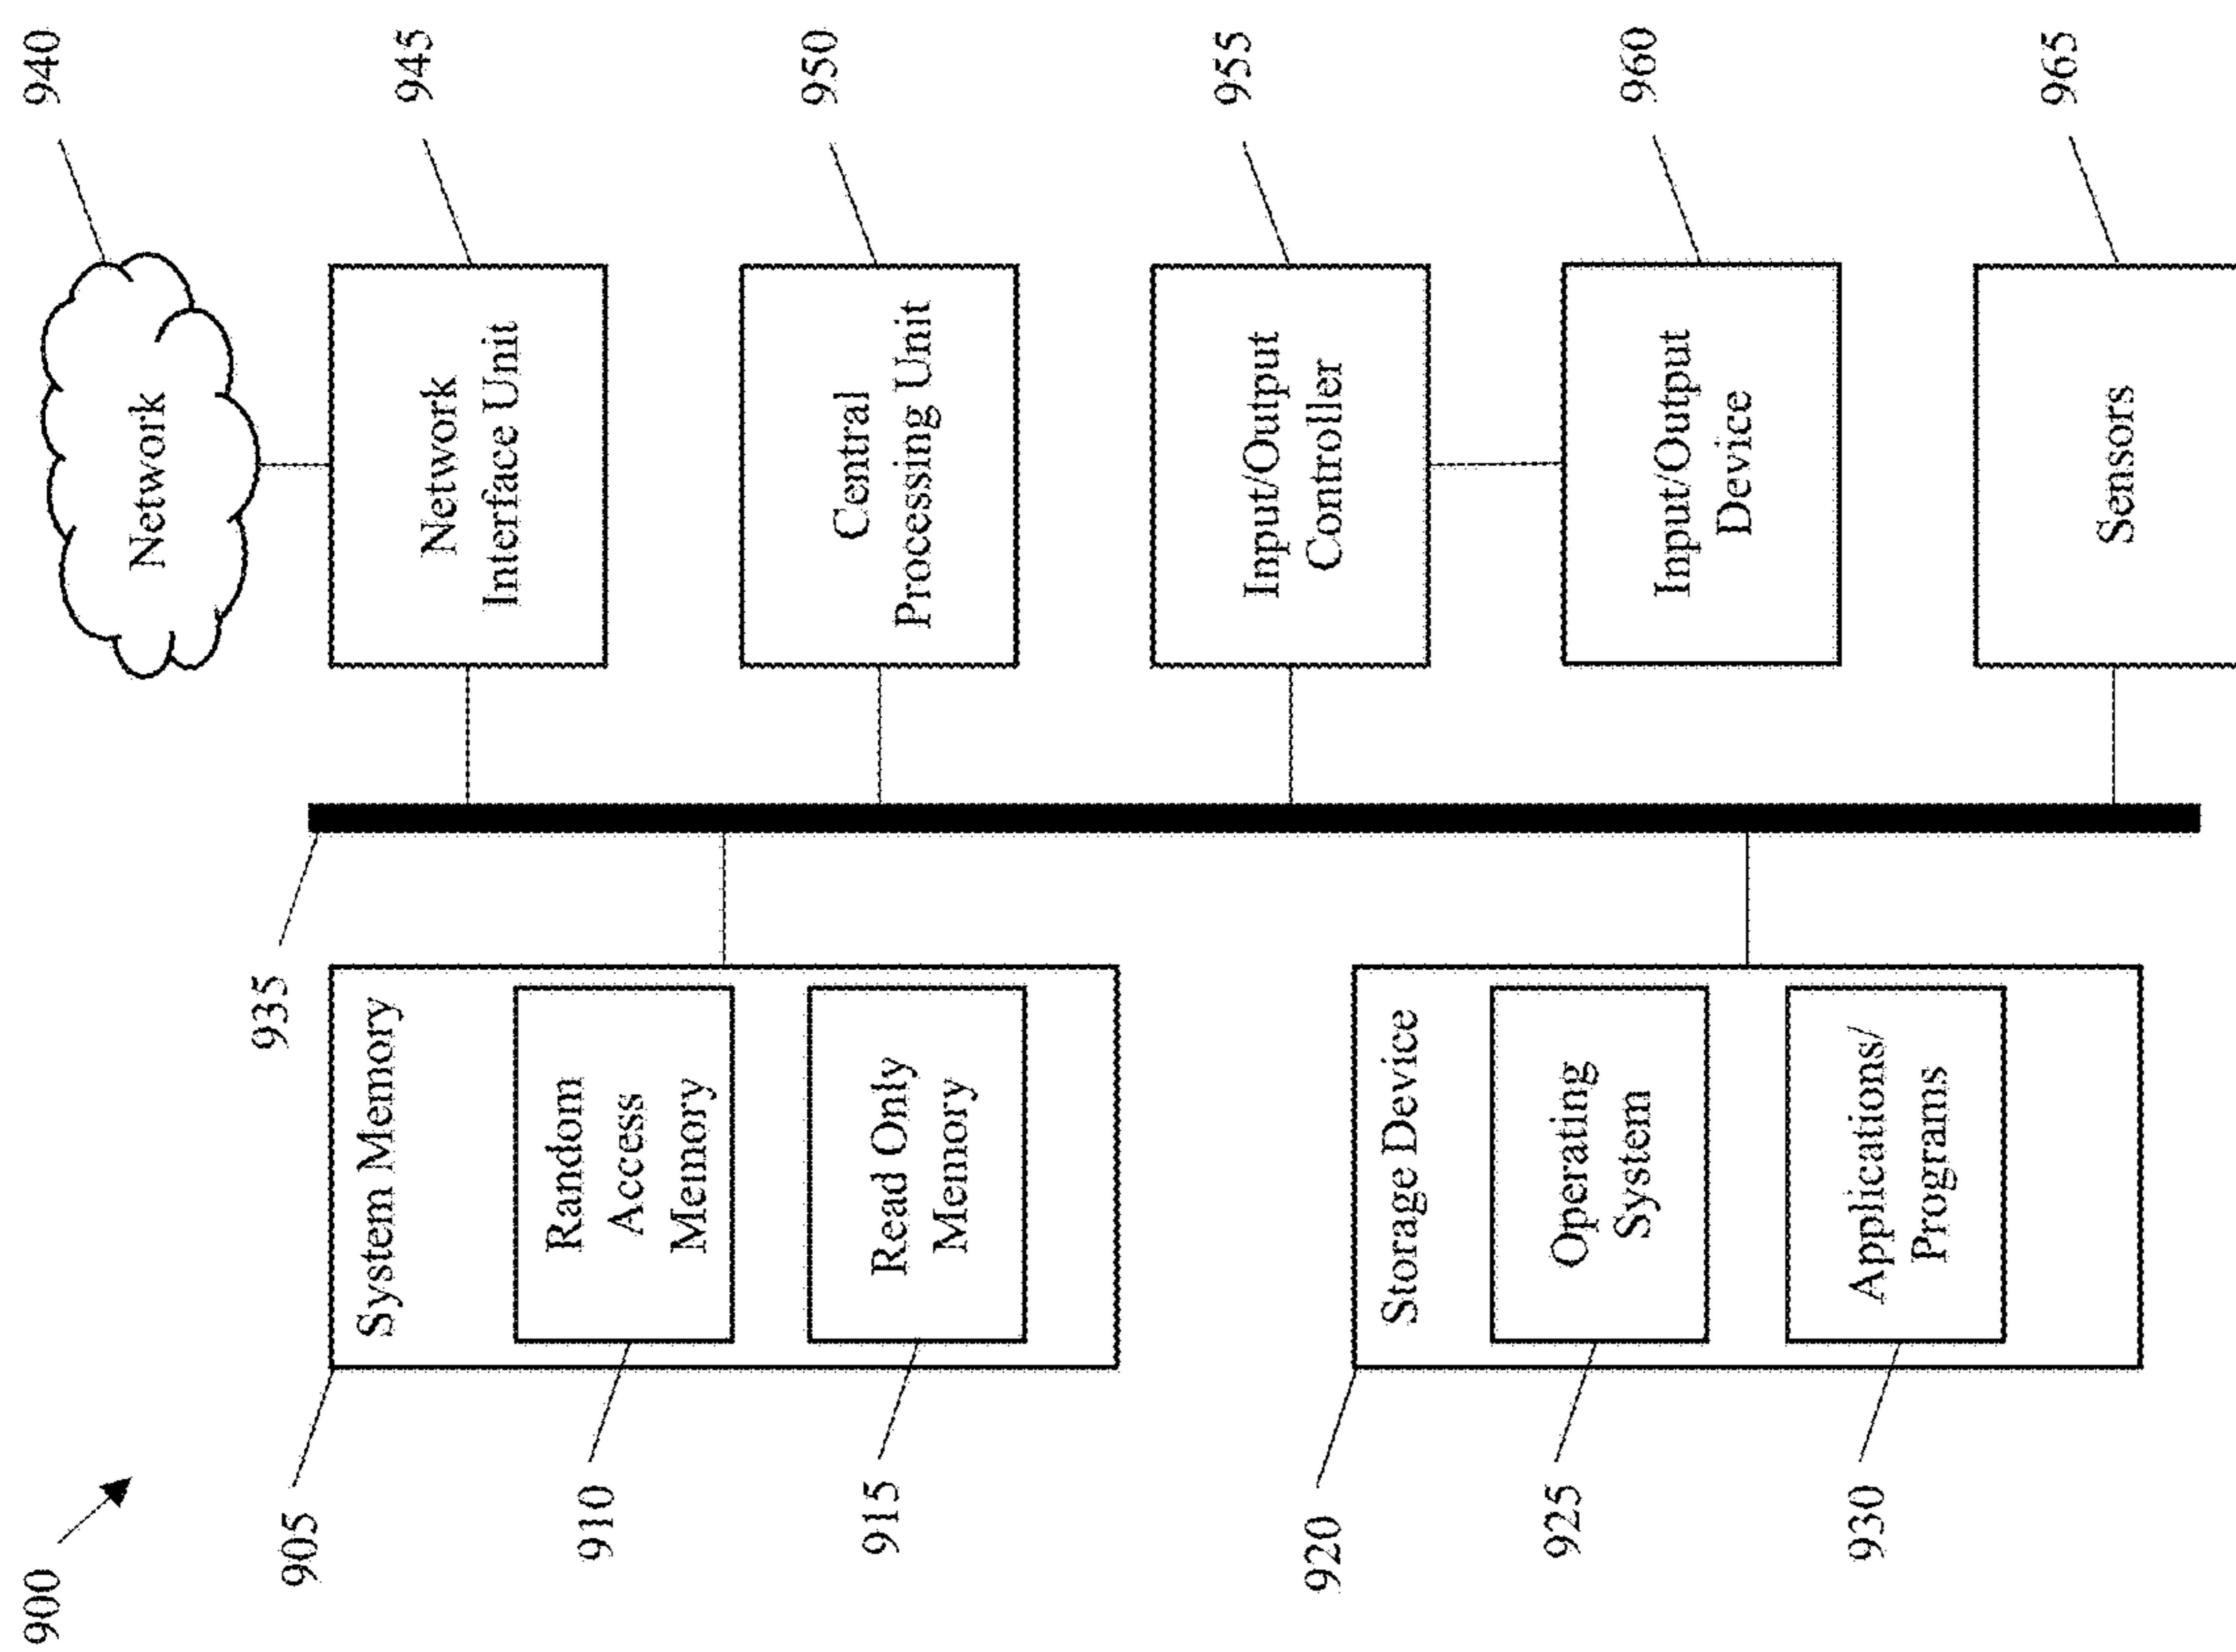 900
905
System Memory
910
Random
Access
Memory
915
Read Only
Memory
920
Storage Device
925
Operating
System
930
Applications/
Programs
935
940
Network
945
Network
Interface Unit
950
Central
Processing Unit
955
Input/Output
Controller
960
Input/Output
Device
965
Sensors